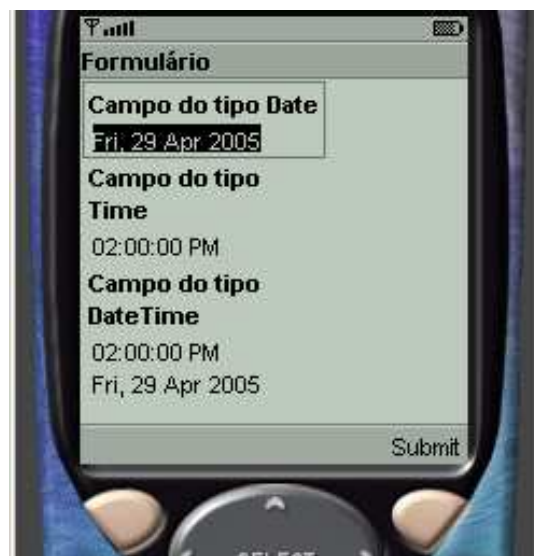 Formulário
Campo do tipo Date
Fri, 29 Apr 2005
Campo do tipo
Time
02:00:00 PM
Campo do tipo
DateTime
02:00:00 PM
Fri, 29 Apr 2005
Submit
SELECT